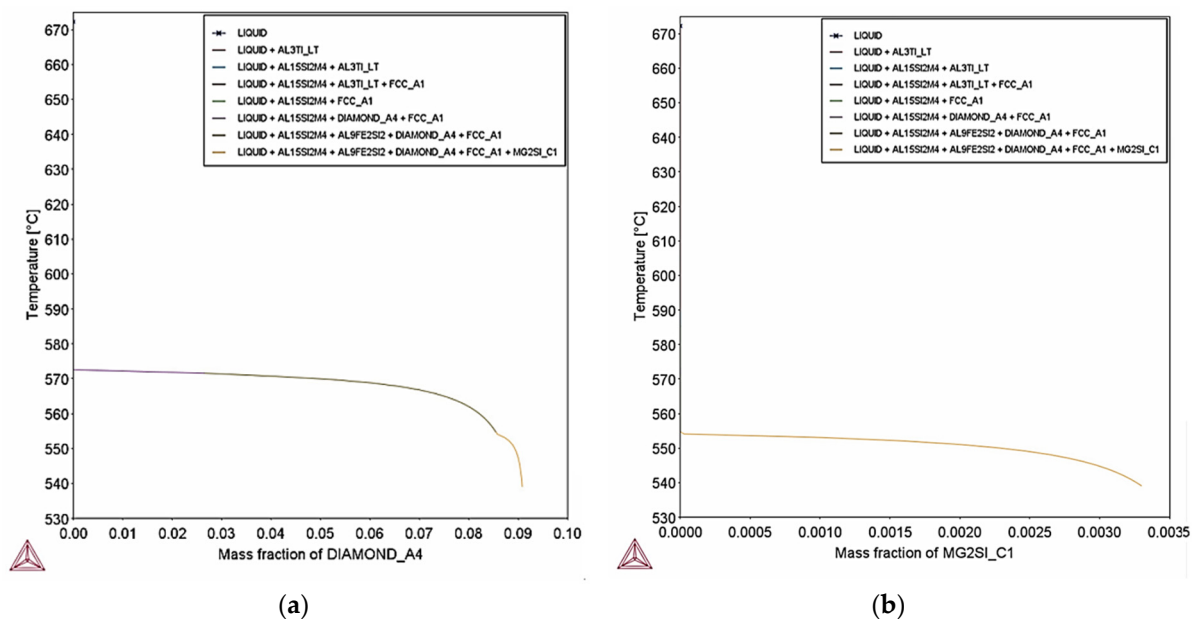 670
660
650
640
630
620
610
600
590
580
570
560
550
540
530
Temperature [°C]
LIQUID
LIQUID + AL3TI_LT
LIQUID + AL15SI2M4 + AL3TI_LT
LIQUID + AL15SI2M4 + AL3TI_LT + FCC_A1
LIQUID + AL15SI2M4 + FCC_A1
LIQUID + AL15SI2M4 + DIAMOND_A4 + FCC_A1
LIQUID + AL15SI2M4 + AL9FE2SI2 + DIAMOND_A4 + FCC_A1
LIQUID + AL15SI2M4 + AL9FE2SI2 + DIAMOND_A4 + FCC_A1 + MG2SI_C1
0.00 0.01 0.02 0.03 0.04 0.05 0.06 0.07 0.08 0.09 0.10
Mass fraction of DIAMOND_A4
(a)
670
660
650
640
630
620
610
600
590
580
570
560
550
540
530
Temperature [°C]
LIQUID
LIQUID + AL3TI_LT
LIQUID + AL15SI2M4 + AL3TI_LT
LIQUID + AL15SI2M4 + AL3TI_LT + FCC_A1
LIQUID + AL15SI2M4 + FCC_A1
LIQUID + AL15SI2M4 + DIAMOND_A4 + FCC_A1
LIQUID + AL15SI2M4 + AL9FE2SI2 + DIAMOND_A4 + FCC_A1
LIQUID + AL15SI2M4 + AL9FE2SI2 + DIAMOND_A4 + FCC_A1 + MG2SI_C1
0.0000 0.0005 0.0010 0.0015 0.0020 0.0025 0.0030 0.0035
Mass fraction of MG2SI_C1
(b)